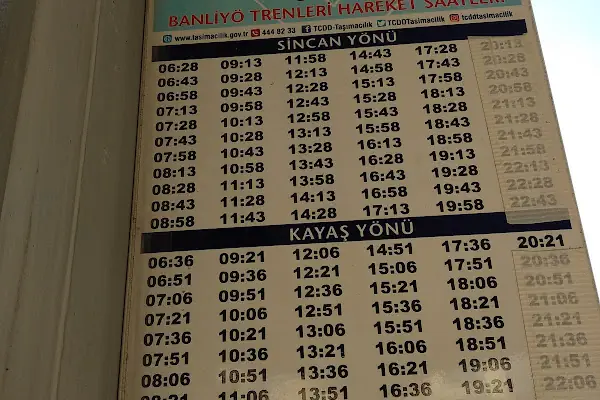 BANLİYÖ TRENLERİ HAREKET SAATLERİ
www.tasimacilik.gov.tr 444 82 33 TCDD-Taşımacılık TCDDTasimacilik tcddtasimacilik
SİNCAN YÖNÜ
06:28 09:13 11:58 14:43 17:28 20:13
06:43 09:28 12:13 14:58 17:43 20:28
06:58 09:43 12:28 15:13 17:58 20:43
07:13 09:58 12:43 15:28 18:13 20:58
07:28 10:13 12:58 15:43 18:28 21:13
07:43 10:28 13:13 15:58 18:43 21:28
07:58 10:43 13:28 16:13 18:58 21:43
08:13 10:58 13:43 16:28 19:13 21:58
08:28 11:13 13:58 16:43 19:28 22:13
08:43 11:28 14:13 16:58 19:43 22:28
08:58 11:43 14:28 17:13 19:58 22:43
KAYAŞ YÖNÜ
06:36 09:21 12:06 14:51 17:36 20:21
06:51 09:36 12:21 15:06 17:51 20:36
07:06 09:51 12:36 15:21 18:06 20:51
07:21 10:06 12:51 15:36 18:21 21:06
07:36 10:21 13:06 15:51 18:36 21:21
07:51 10:36 13:21 16:06 18:51 21:36
08:06 10:51 13:36 16:21 19:06 21:51
08:21 11:06 13:51 16:36 19:21 22:06